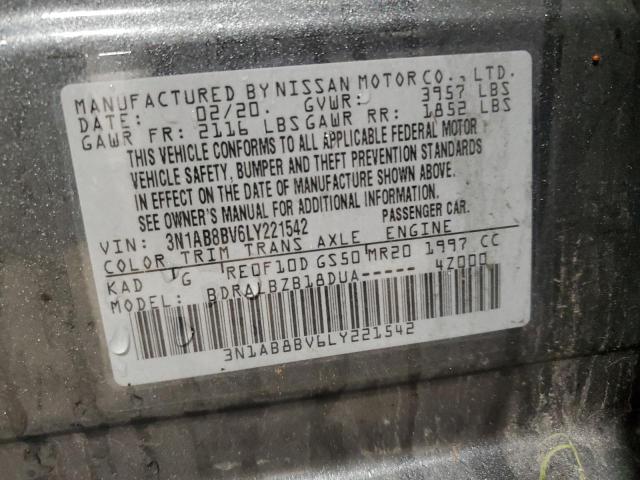 MANUFACTURED BY NISSAN MOTOR CO., LTD.
DATE: 02/20. GVWR: 3957 LBS
GAWR FR: 2116 LBS GAWR RR: 1852 LBS
THIS VEHICLE CONFORMS TO ALL APPLICABLE FEDERAL MOTOR
VEHICLE SAFETY, BUMPER AND THEFT PREVENTION STANDARDS
IN EFFECT ON THE DATE OF MANUFACTURE SHOWN ABOVE.
SEE OWNER'S MANUAL FOR ADDITIONAL INFORMATION.
VIN: 3N1AB8BV6LY221542 PASSENGER CAR.
COLOR TRIM TRANS AXLE ENGINE
KAD G RE0F10D GS50 MR20 1997 CC
MODEL: BDRALBZB18DUA----- 4Z000
3N1AB8BV6LY221542